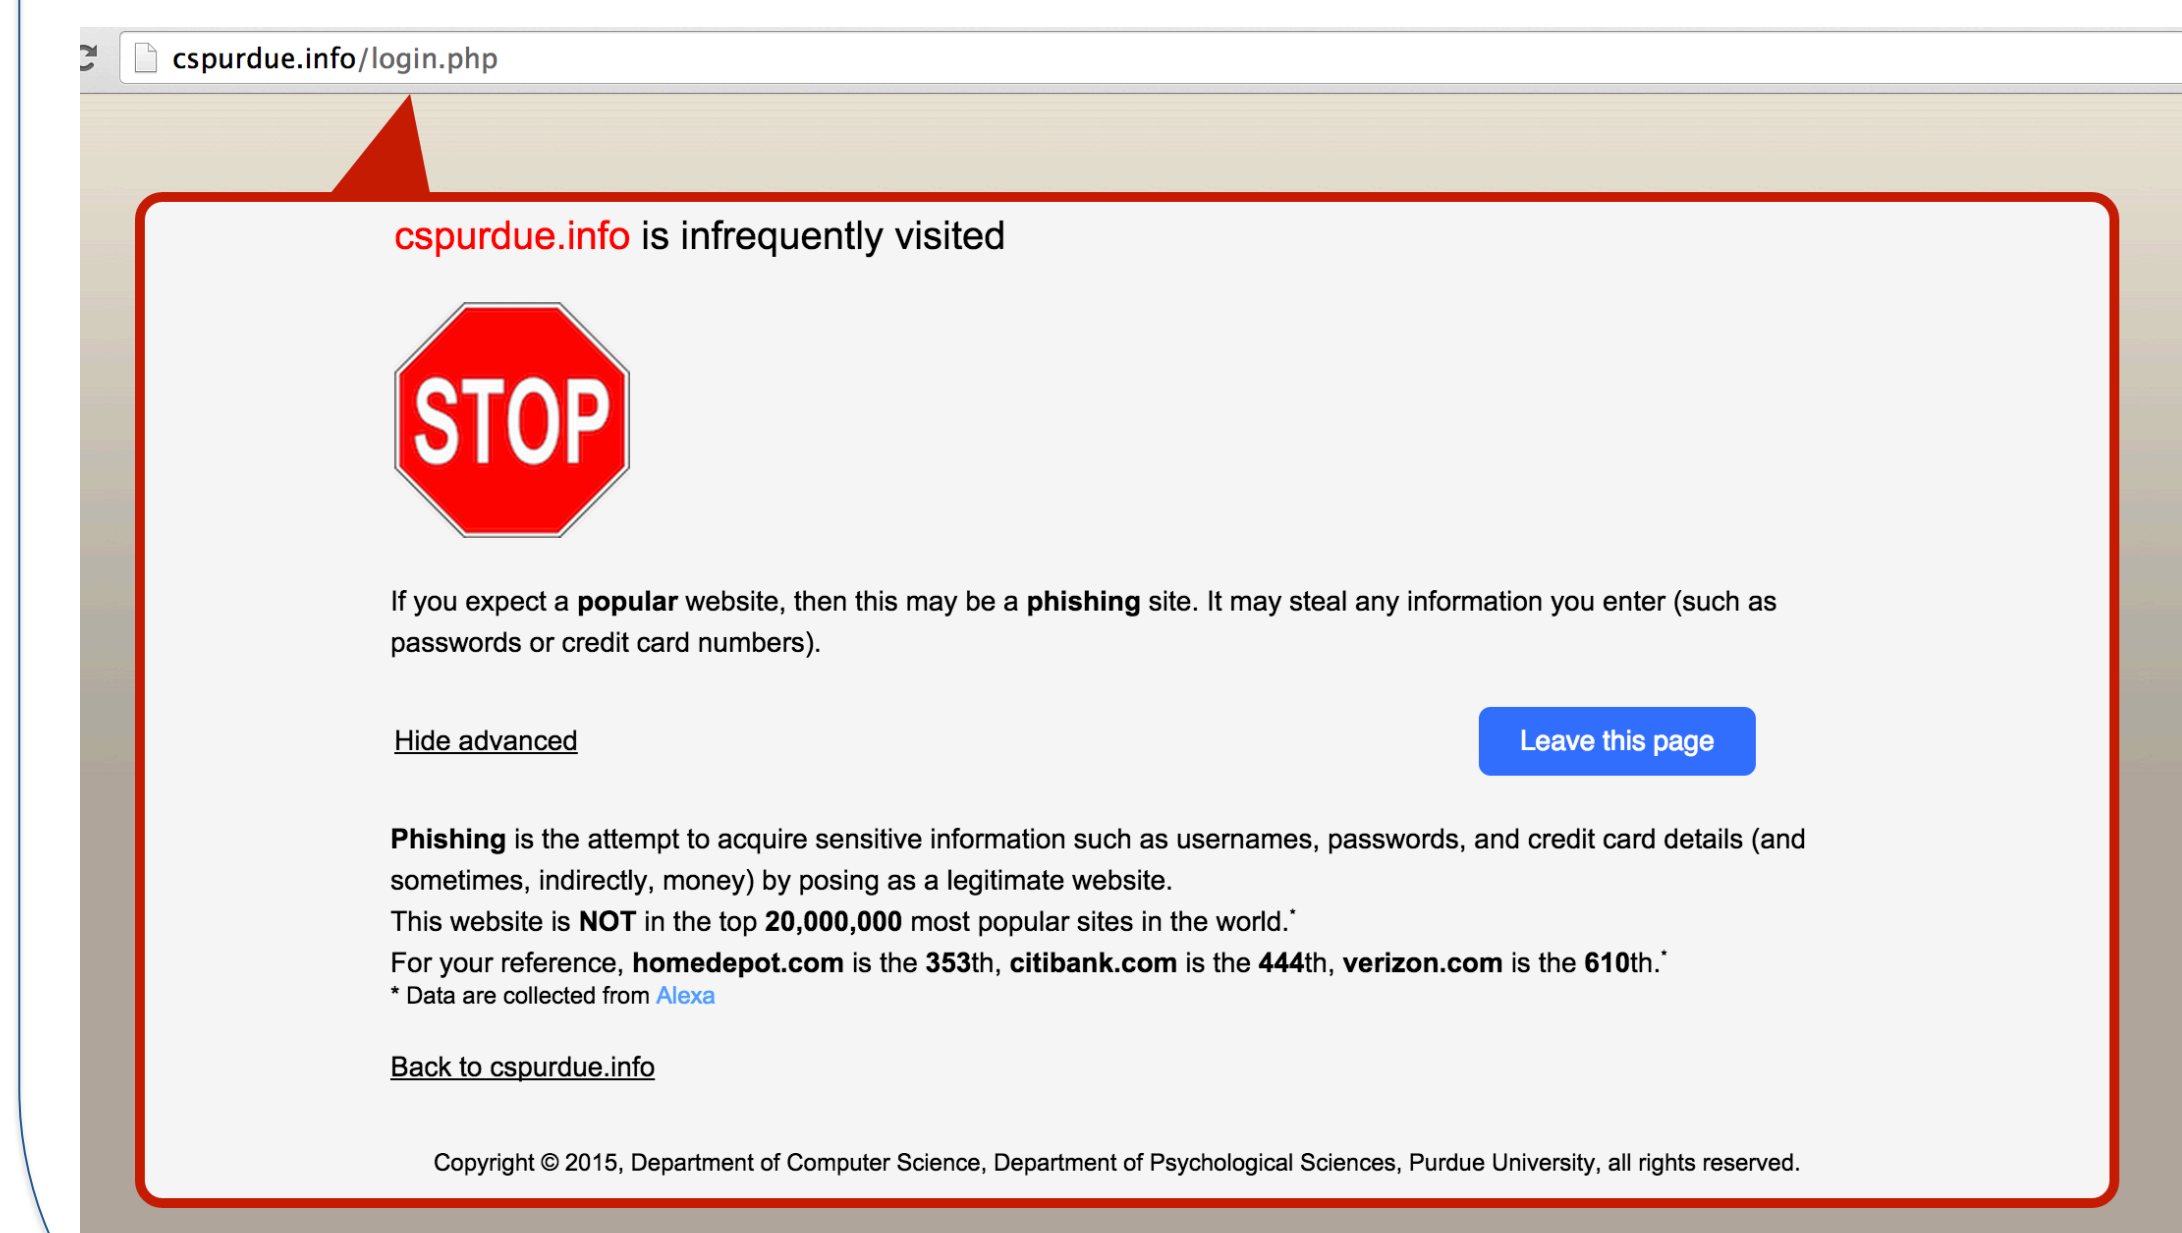 cspurdue.info/login.php
cspurdue.info is infrequently visited
STOP
If you expect a popular website, then this may be a phishing site. It may steal any information you enter (such as
passwords or credit card numbers).
Hide advanced
Leave this page
Phishing is the attempt to acquire sensitive information such as usernames, passwords, and credit card details (and
sometimes, indirectly, money) by posing as a legitimate website.
This website is NOT in the top 20,000,000 most popular sites in the world.*
For your reference, homedepot.com is the 353th, citibank.com is the 444th, verizon.com is the 610th.*
* Data are collected from Alexa
Back to cspurdue.info
Copyright © 2015, Department of Computer Science, Department of Psychological Sciences, Purdue University, all rights reserved.